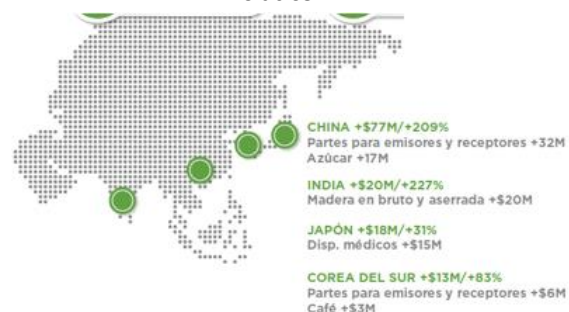 CHINA +$77M/+209%
Partes para emisores y receptores +32M
Azúcar +17M
INDIA +$20M/+227%
Madera en bruto y aserrada +$20M
JAPÓN +$18M/+31%
Disp. médicos +$15M
COREA DEL SUR +$13M/+83%
Partes para emisores y receptores +$6M
Café +$3M